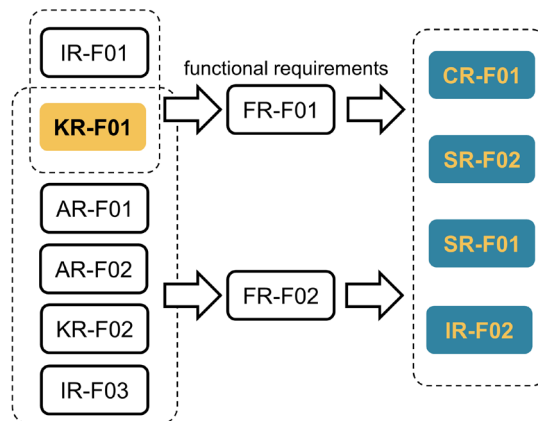 IR-F01
KR-F01
AR-F01
AR-F02
KR-F02
IR-F03
functional requirements
FR-F01
FR-F02
CR-F01
SR-F02
SR-F01
IR-F02